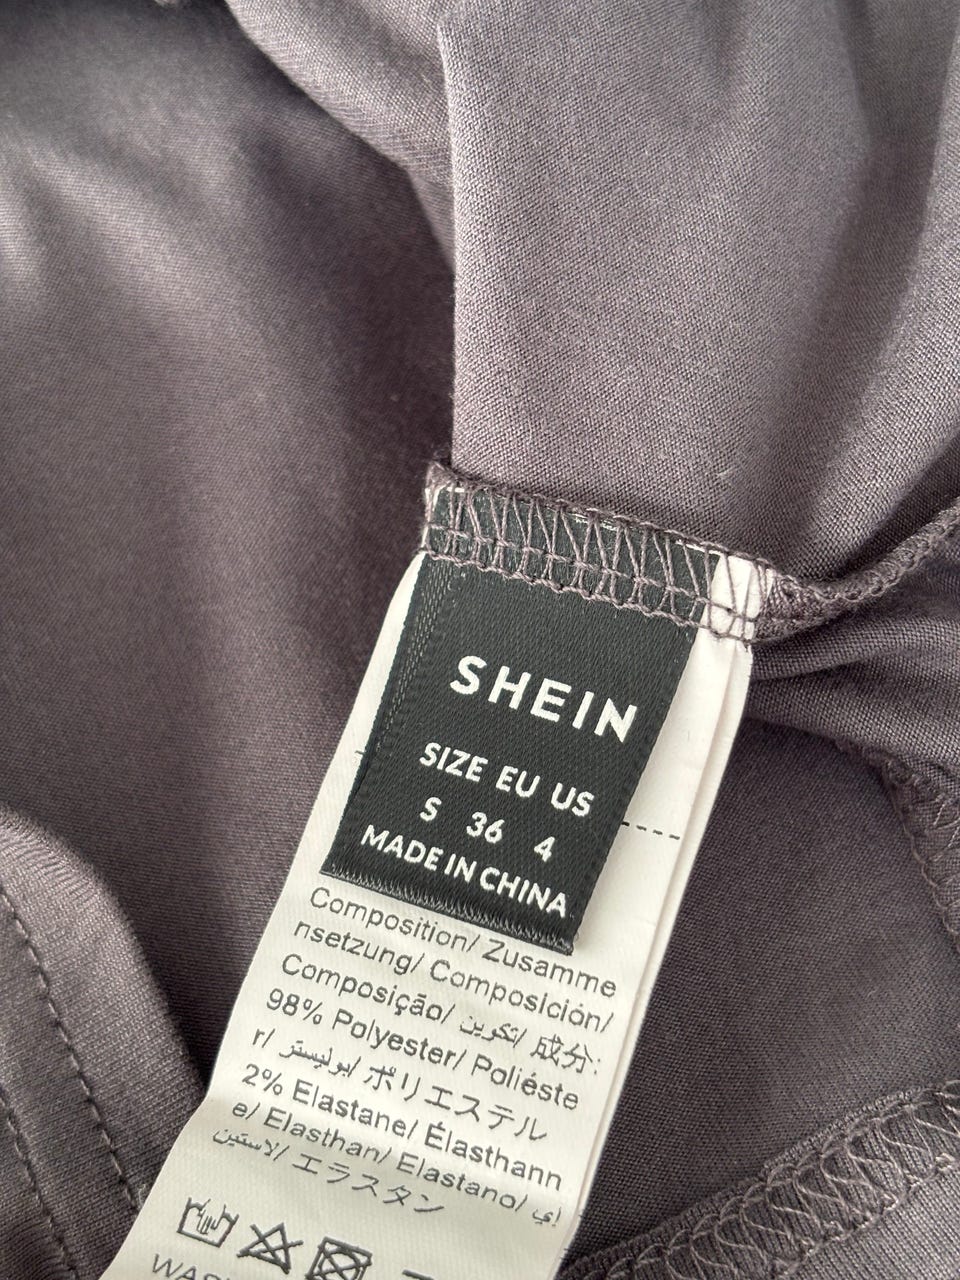 SHEIN
SIZE EU US
S 36 4
MADE IN CHINA
Composition/ Zusamme
nsetzung/ Composición/
Composição/ تكوين/ 成分:
98% Polyester/ Poliéste
r/ بوليستر/ ポリエステル
2% Elastane/ Élasthann
e/ Elasthan/ Elastano/ إي
لاستين/ エラスタン